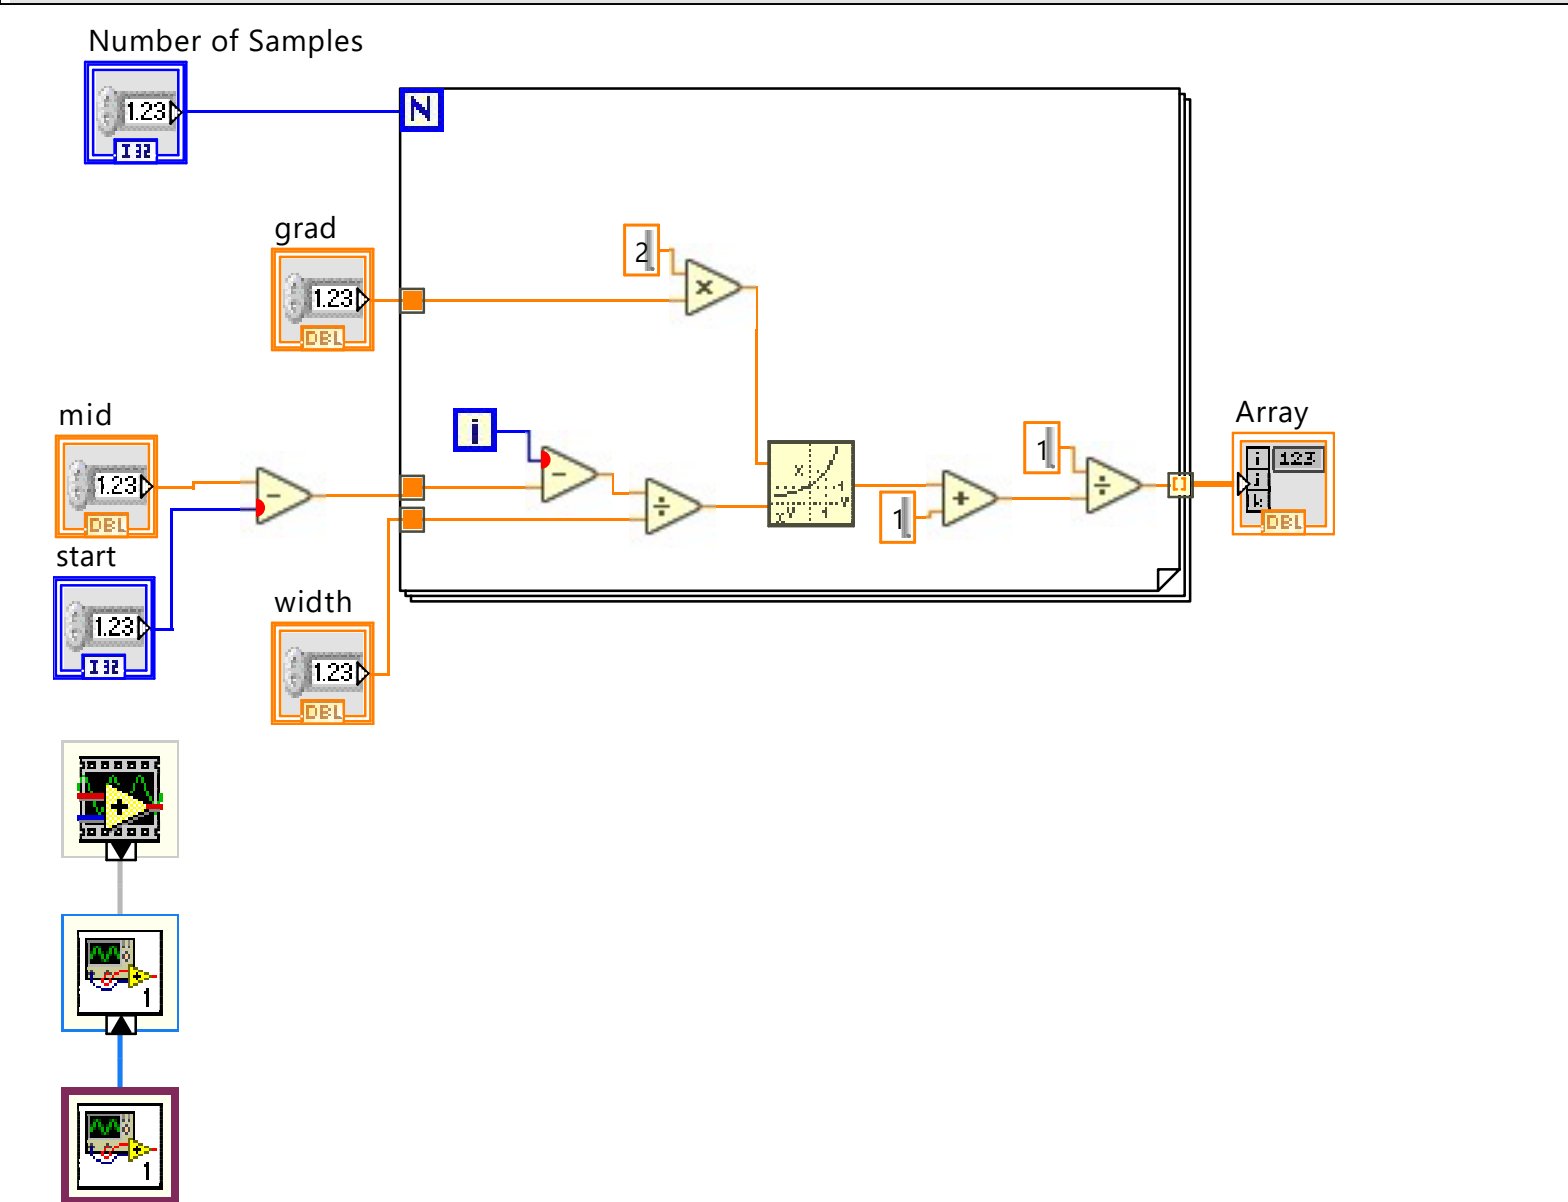 Number of Samples
1.23
I32
N
grad
1.23
DBL
2
×
mid
1.23
DBL
-
i
-
÷
x
x^y
y
+
1
1
÷
[]
Array
i
j
k
123
DBL
start
1.23
I32
width
1.23
DBL
+
1
1